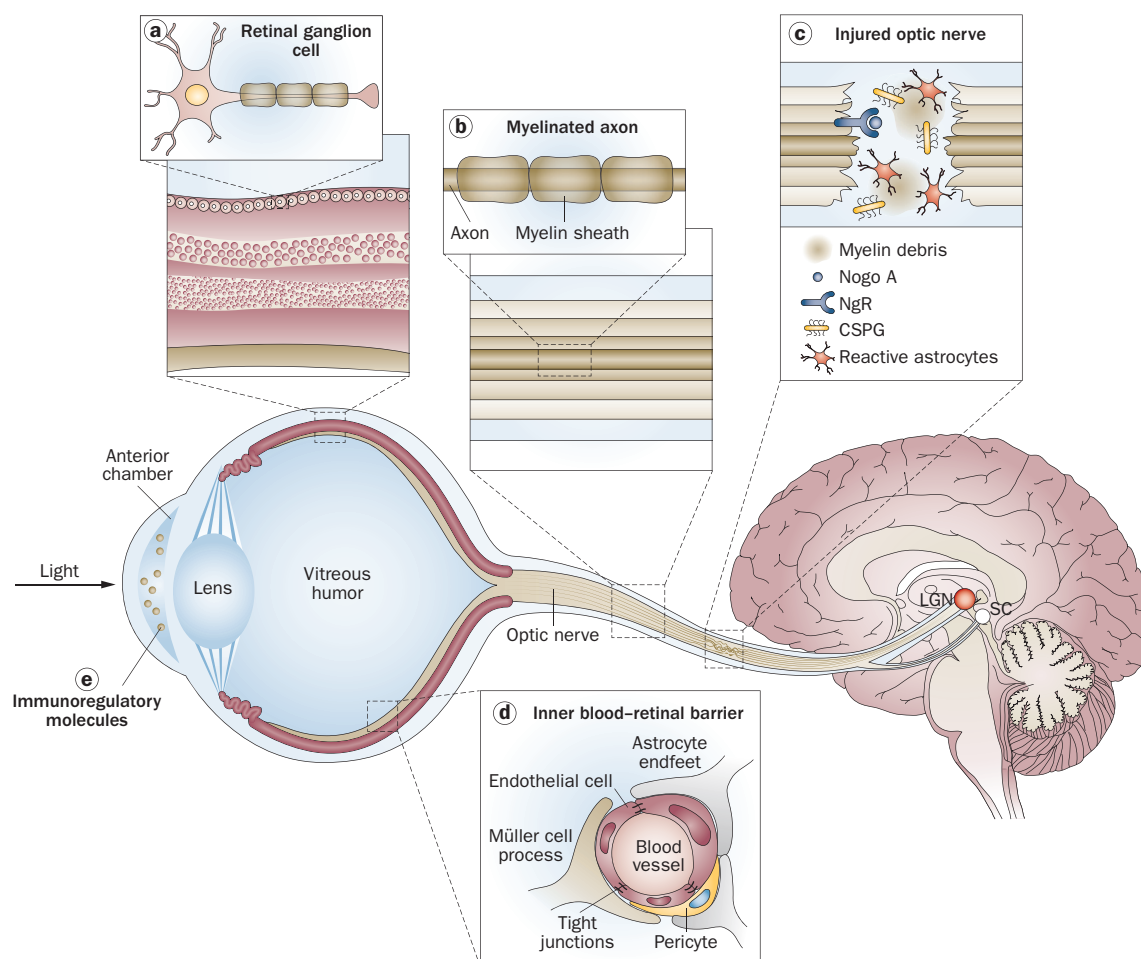 a
Retinal ganglion
cell
b
Myelinated axon
Axon
Myelin sheath
c
Injured optic nerve
Myelin debris
Nogo A
NgR
CSPG
Reactive astrocytes
Anterior
chamber
Light
Lens
Vitreous
humor
Optic nerve
LGN
SC
e
Immunoregulatory
molecules
d
Inner blood–retinal barrier
Astrocyte
endfeet
Endothelial cell
Müller cell
process
Blood
vessel
Tight
junctions
Pericyte